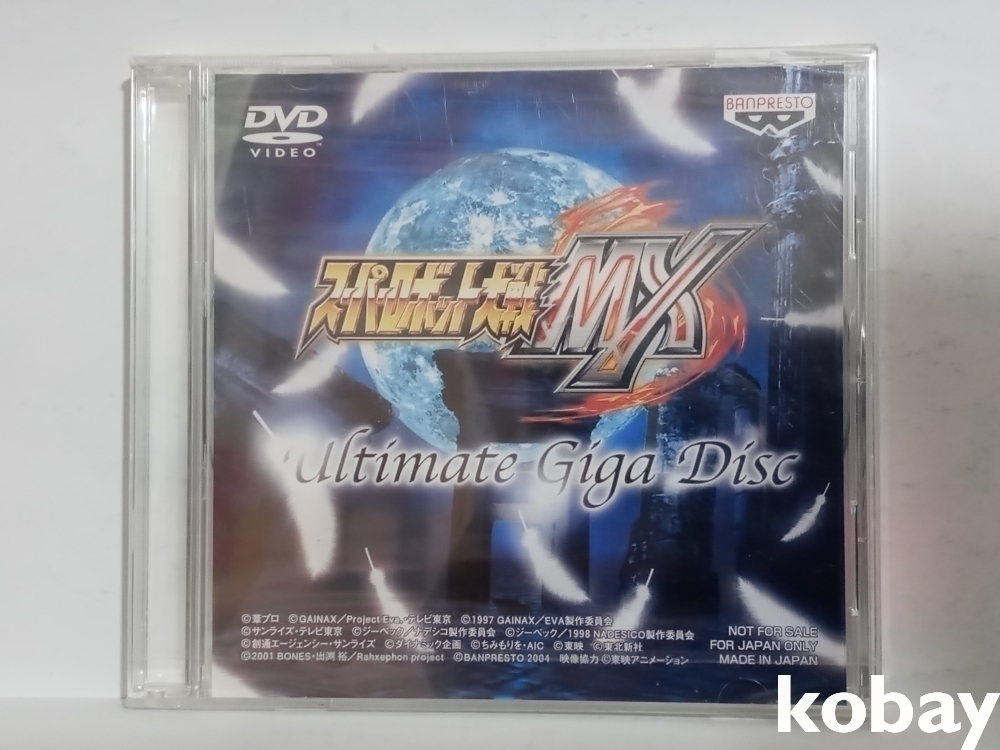 DVD
VIDEO
BANPRESTO
スーパーロボット大戦MX
Ultimate Giga Disc
©葦プロ ©GAINAX／Project Eva.・テレビ東京 ©1997 GAINAX／EVA製作委員会
©サンライズ・テレビ東京 ©ジーベック／ナデシコ製作委員会 ©ジーベック／1998 NADESICO製作委員会
©創通エージェンシー・サンライズ ©ダイナミック企画 ©ちみもりを・AIC ©東映 ©東北新社
©2001 BONES・出渕 裕／Rahxephon project ©BANPRESTO 2004 映像協力 ©東映アニメーション
NOT FOR SALE
FOR JAPAN ONLY
MADE IN JAPAN
kobay